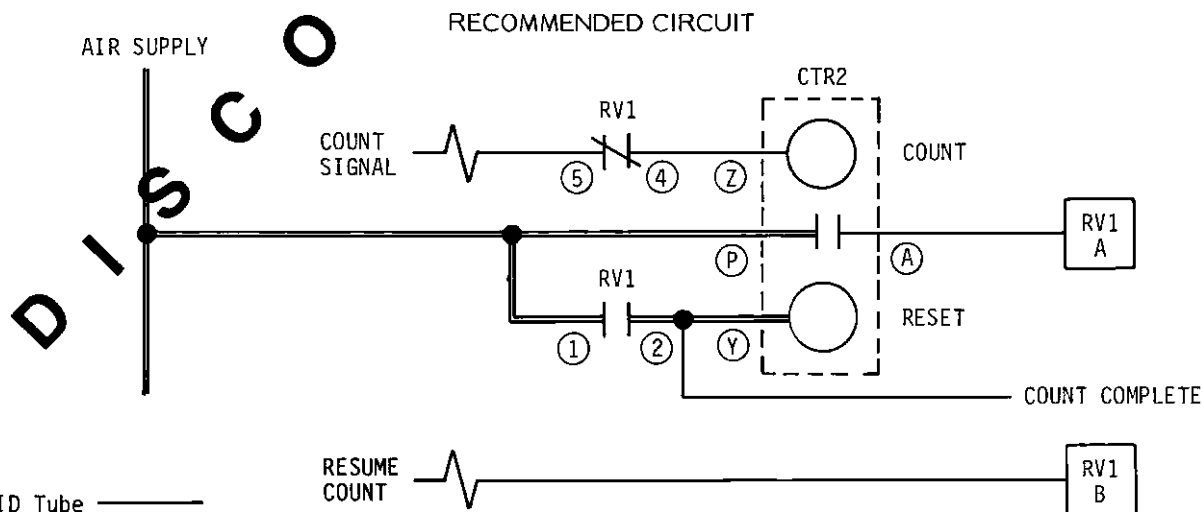 RECOMMENDED CIRCUIT
AIR SUPPLY
D I S C O
CTR2
COUNT
SIGNAL
RV1
5
4
Z
COUNT
P
A
RV1
A
RV1
1
2
Y
RESET
COUNT COMPLETE
RESUME
COUNT
RV1
B
ID Tube